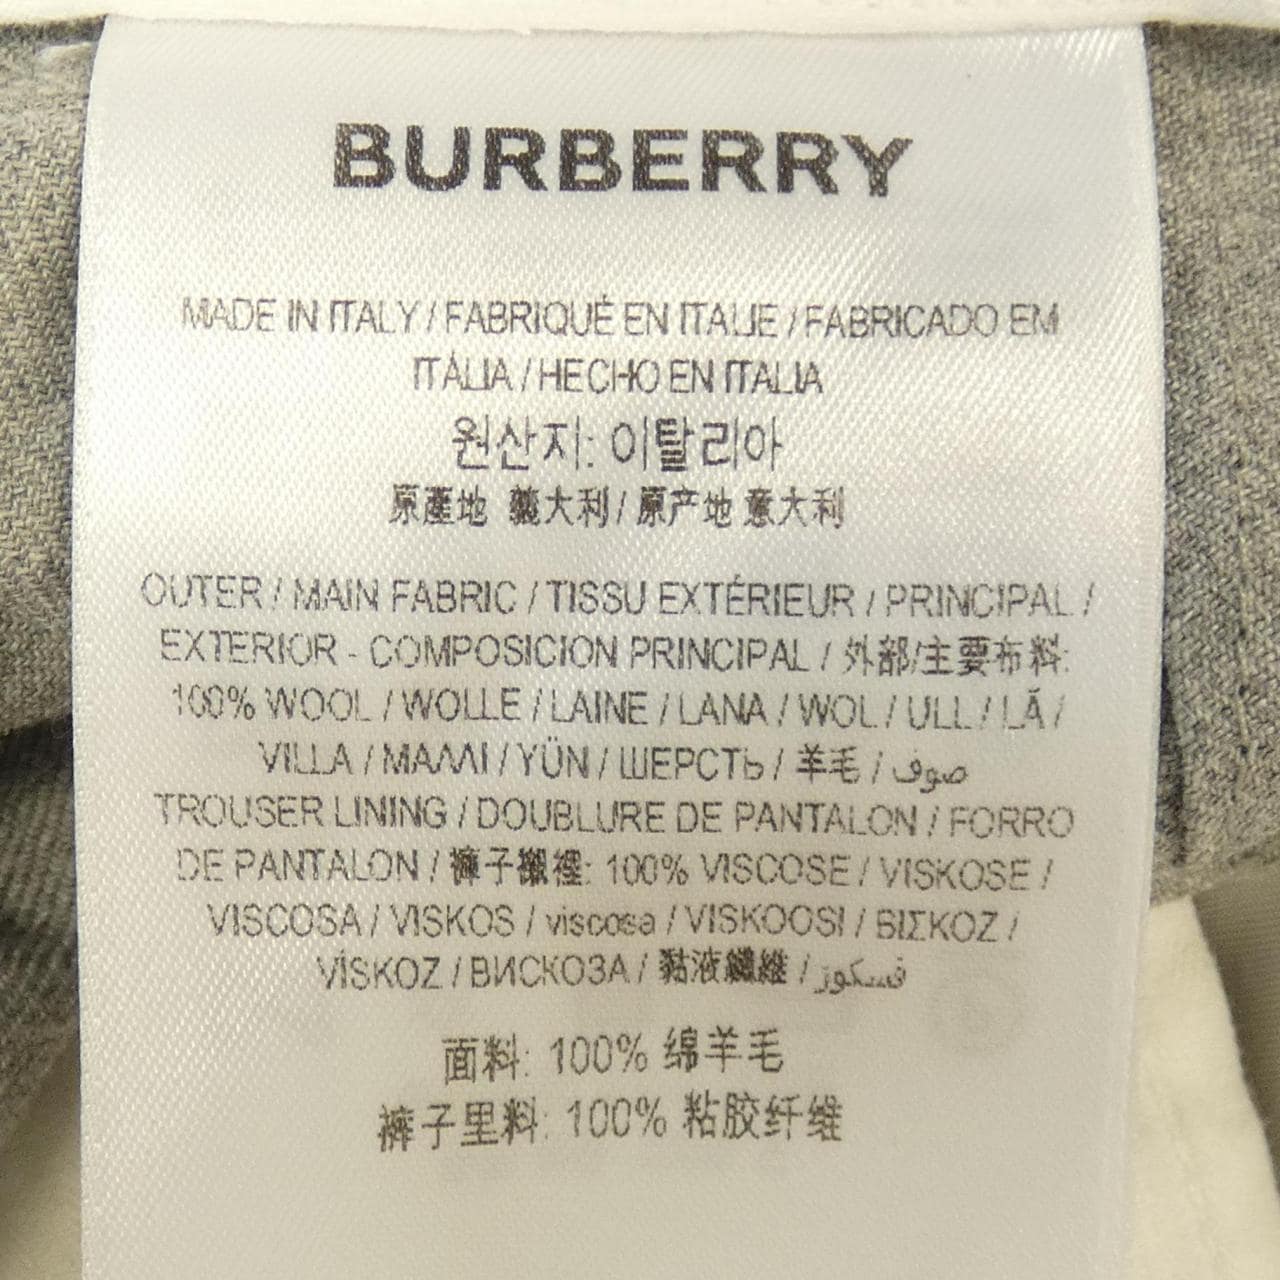 BURBERRY
MADE IN ITALY / FABRIQUÉ EN ITALIE / FABRICADO EM
ITÁLIA / HECHO EN ITALIA
원산지: 이탈리아
原產地 義大利 / 原产地 意大利
OUTER / MAIN FABRIC / TISSU EXTÉRIEUR / PRINCIPAL /
EXTERIOR - COMPOSICION PRINCIPAL / 外部/主要布料:
100% WOOL / WOLLE / LAINE / LANA / WOL / ULL / LÃ /
VILLA / ΜΑΛΛΙ / YÜN / ШЕРСТЬ / 羊毛 / صوف
TROUSER LINING / DOUBLURE DE PANTALON / FORRO
DE PANTALON / 褲子襯裡: 100% VISCOSE / VISKOSE /
VISCOSA / VISKOS / viscosa / VISKOOSI / ΒΙΣΚΟΖ /
VİSKOZ / ВИСКОЗА / 黏液纖維 / فسكوز
面料: 100% 绵羊毛
裤子里料: 100% 粘胶纤维